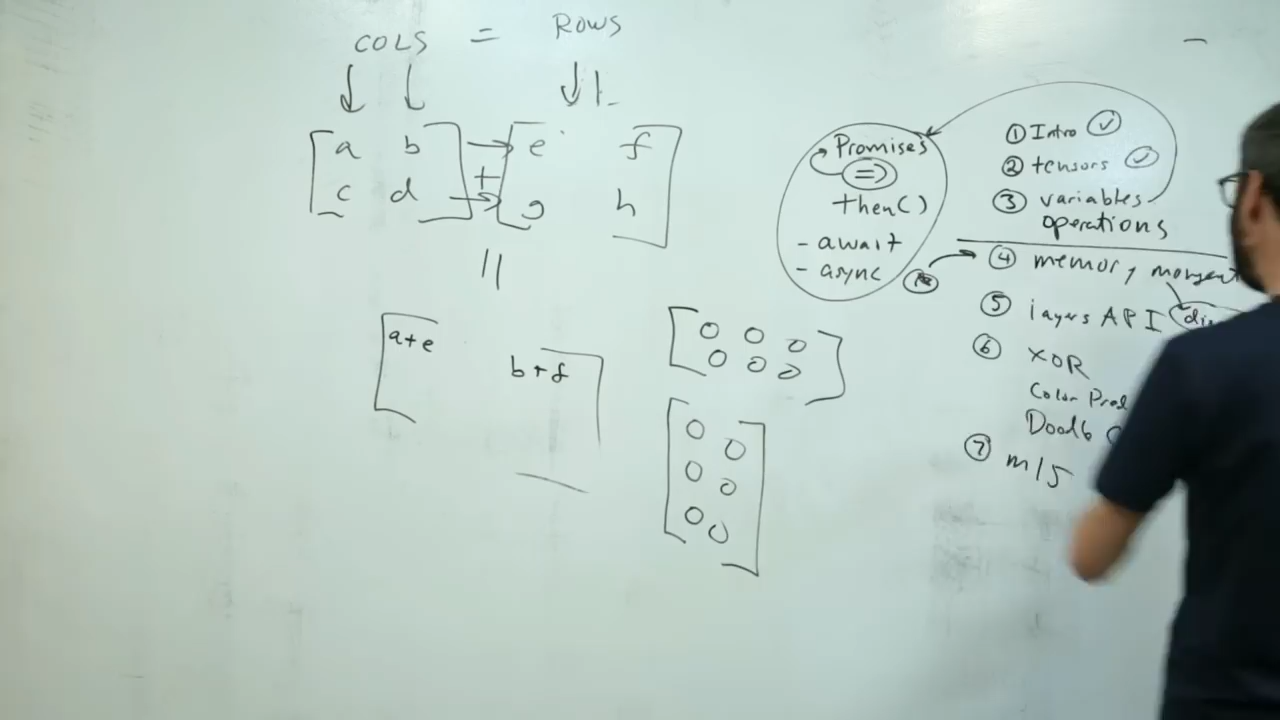 COLS = ROWS
a b e f
+
c d g h
a+e
b+f
Promises
=>
then()
- await
- async
① Intro
② tensors
③ variables
operations
④ memory
⑤ layers API
⑥ XOR
Color Pred
Doodle
⑦ ml5